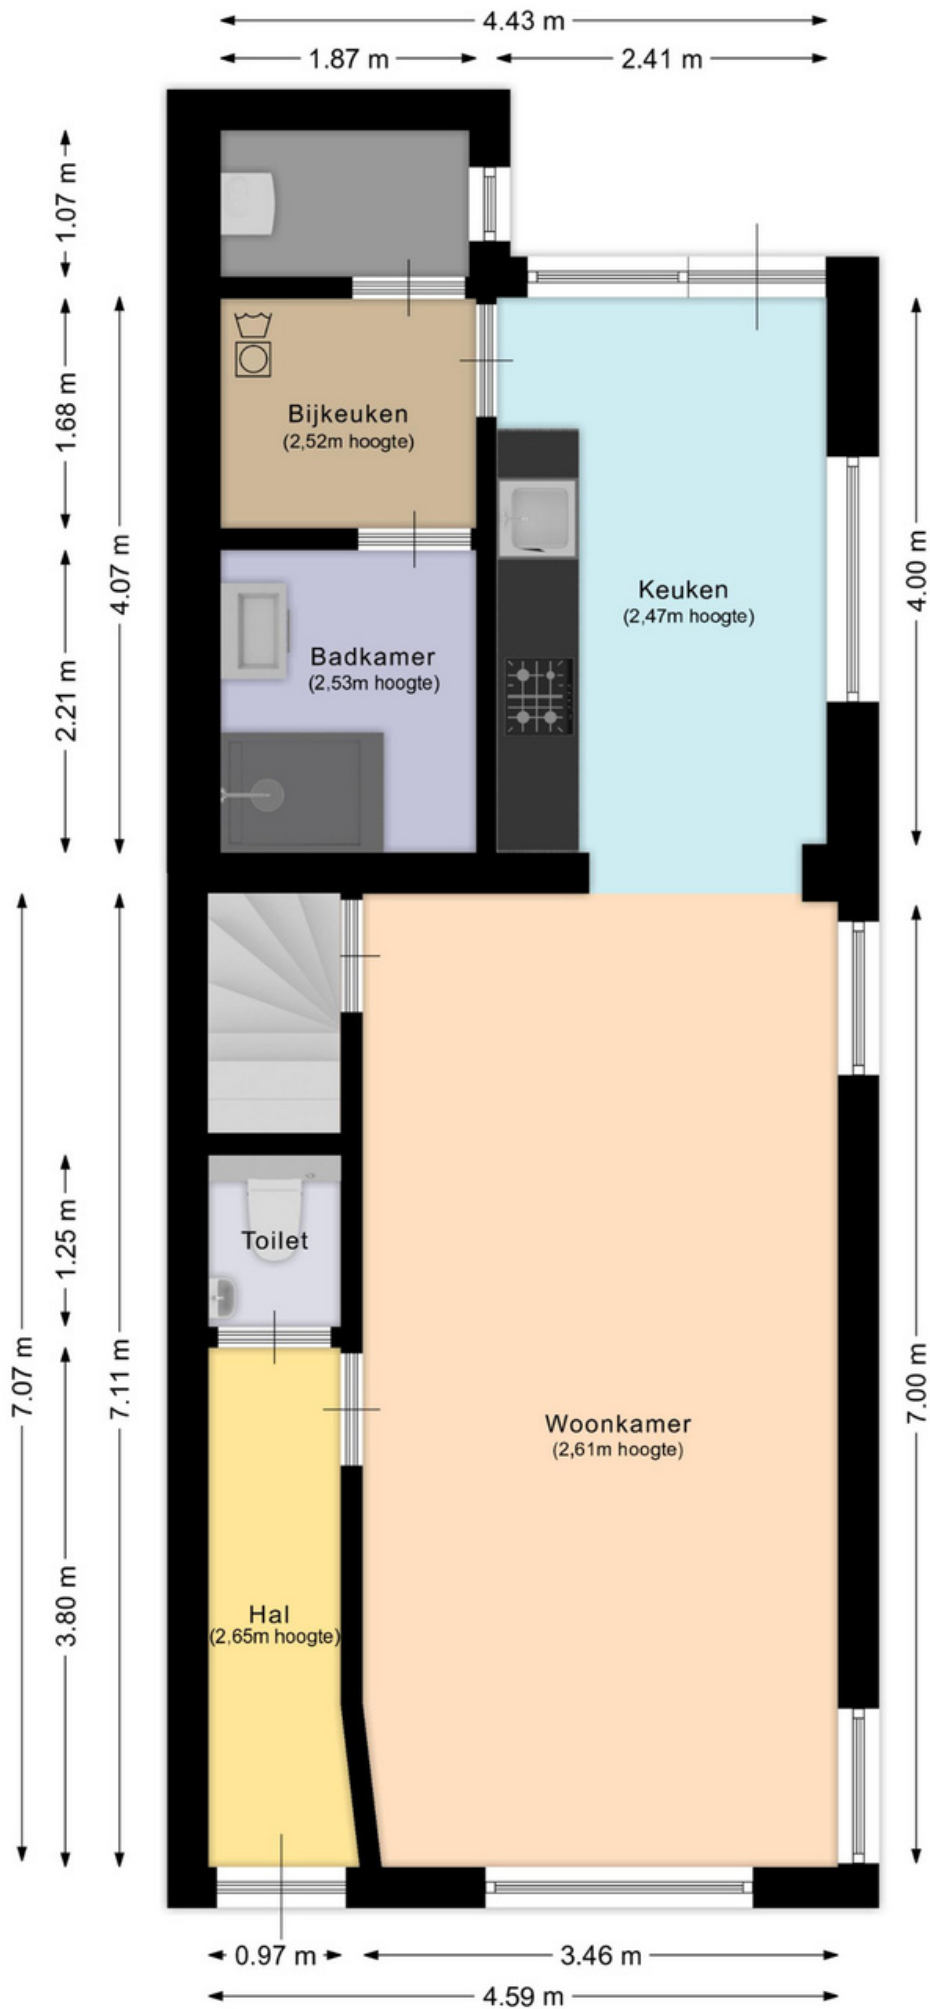 4.43 m
1.87 m
2.41 m
1.07 m
1.68 m
4.07 m
2.21 m
4.00 m
Bijkeuken
(2,52m hoogte)
Keuken
(2,47m hoogte)
Badkamer
(2,53m hoogte)
1.25 m
Toilet
7.07 m
7.11 m
7.00 m
Woonkamer
(2,61m hoogte)
3.80 m
Hal
(2,65m hoogte)
0.97 m
3.46 m
4.59 m